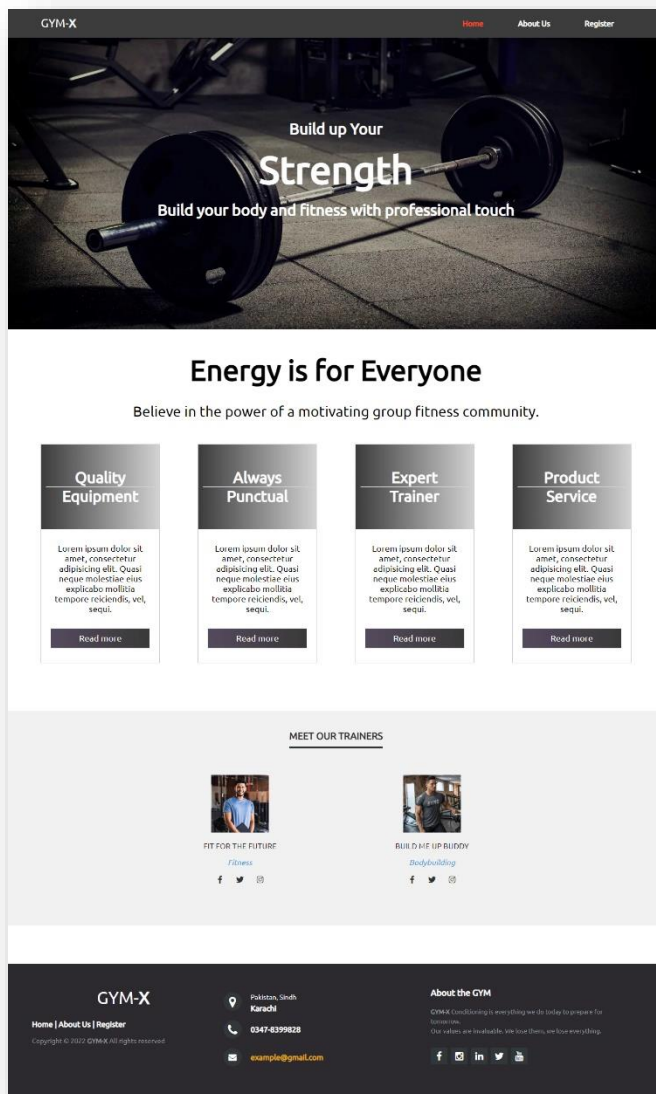 GYM-X
Home
About Us
Register
Build up Your
Strength
Build your body and fitness with professional touch
Energy is for Everyone
Believe in the power of a motivating group fitness community.
Quality
Equipment
Lorem ipsum dolor sit
amet, consectetur
adipisicing elit. Quasi
neque molestiae eius
explicabo mollitia
tempore reiciendis, vel,
sequi.
Read more
Always
Punctual
Lorem ipsum dolor sit
amet, consectetur
adipisicing elit. Quasi
neque molestiae eius
explicabo mollitia
tempore reiciendis, vel,
sequi.
Read more
Expert
Trainer
Lorem ipsum dolor sit
amet, consectetur
adipisicing elit. Quasi
neque molestiae eius
explicabo mollitia
tempore reiciendis, vel,
sequi.
Read more
Product
Service
Lorem ipsum dolor sit
amet, consectetur
adipisicing elit. Quasi
neque molestiae eius
explicabo mollitia
tempore reiciendis, vel,
sequi.
Read more
MEET OUR TRAINERS
FIT FOR THE FUTURE
Fitness
BUILD ME UP BUDDY
Bodybuilding
GYM-X
Home | About Us | Register
Copyright © 2022 GYM-X All rights reserved
Pakistan, Sindh
Karachi
0347-8399828
example@gmail.com
About the GYM
GYM-X Conditioning is everything we do today to prepare for
tomorrow.
Our values are invaluable. We lose them, we lose everything.